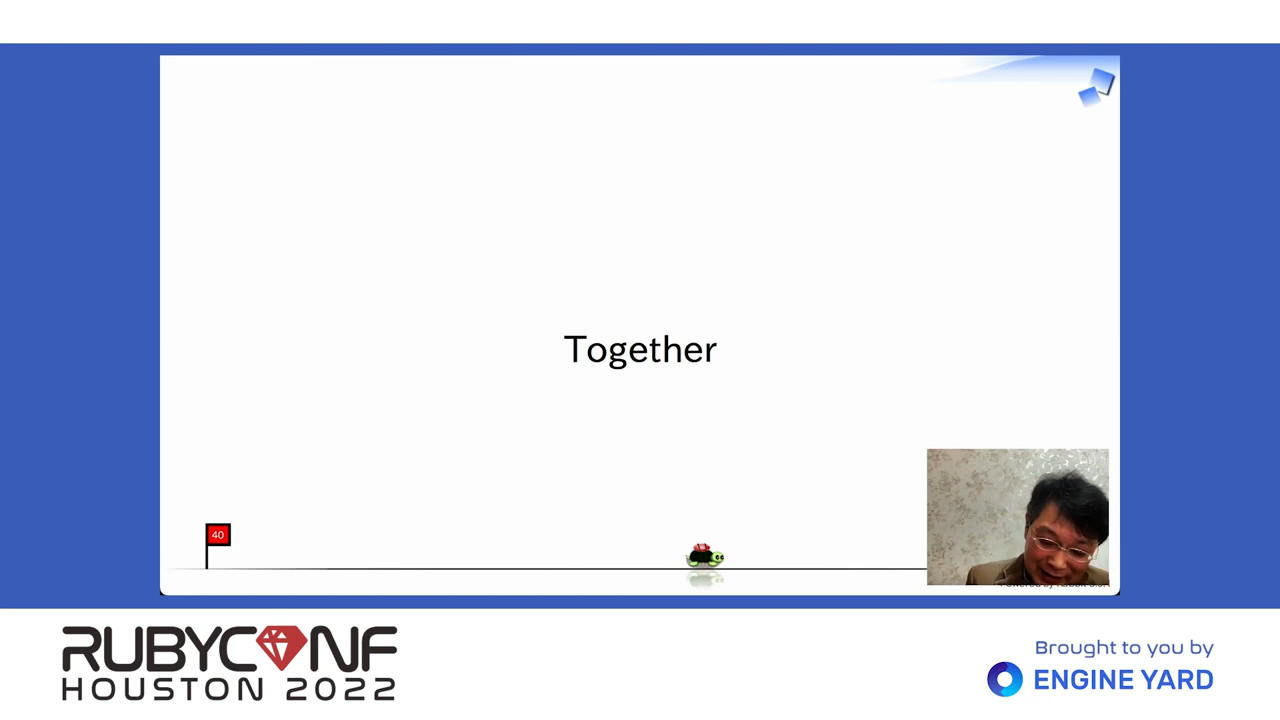 Together
40
RUBYCONF
HOUSTON 2022
Brought to you by
ENGINE YARD